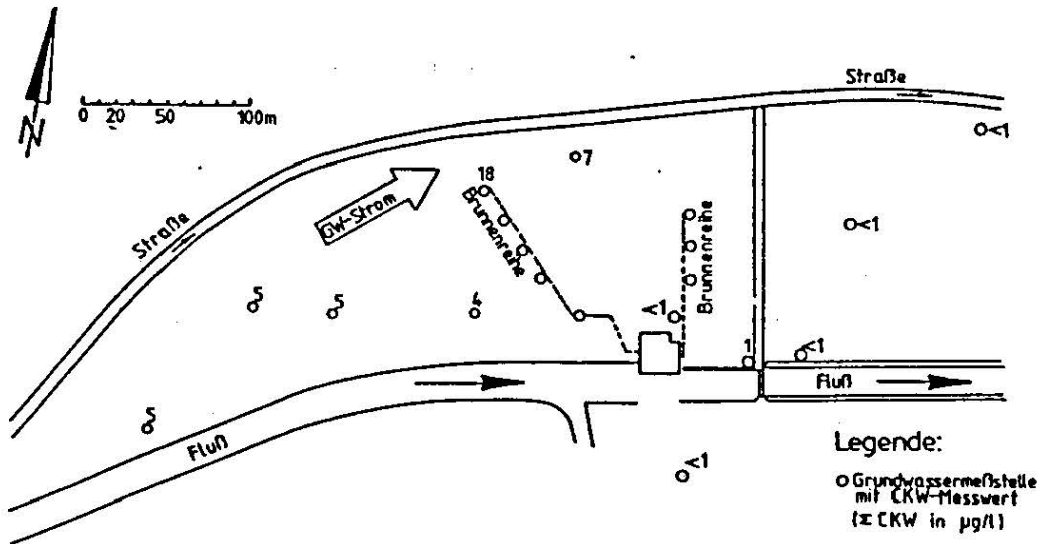 Straße
N
0 20 50 100m
<1
7
18
GW-Strom
Brunnenreihe
<1
Straße
Brunnenreihe
5
5
4
<1
1
<1
Fluß
5
Fluß
<1
Legende:
Grundwassermeßstelle
mit CKW-Messwert
(Σ CKW in µg/l)